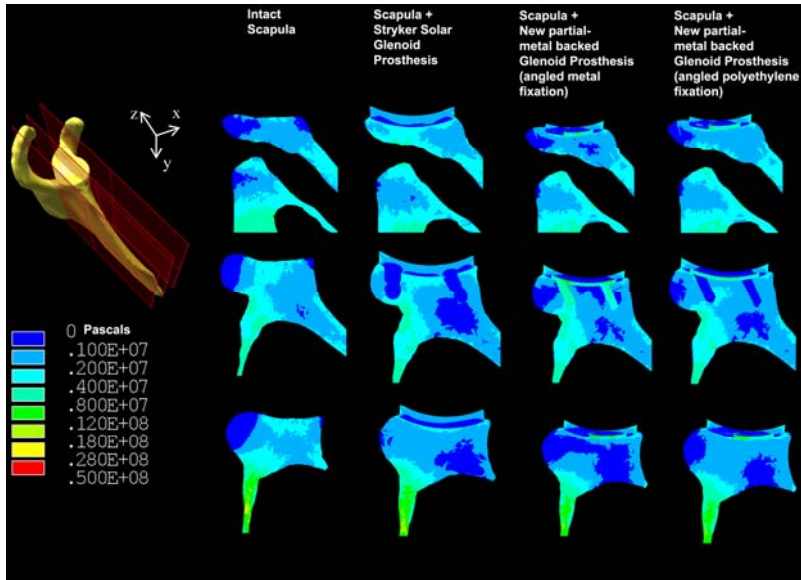 Intact
Scapula
Scapula +
Stryker Solar
Glenoid
Prosthesis
Scapula +
New partial-
metal backed
Glenoid Prosthesis
(angled metal
fixation)
Scapula +
New partial-
metal backed
Glenoid Prosthesis
(angled polyethylene
fixation)
z
x
y
0 Pascals
.100E+07
.200E+07
.400E+07
.800E+07
.120E+08
.180E+08
.280E+08
.500E+08